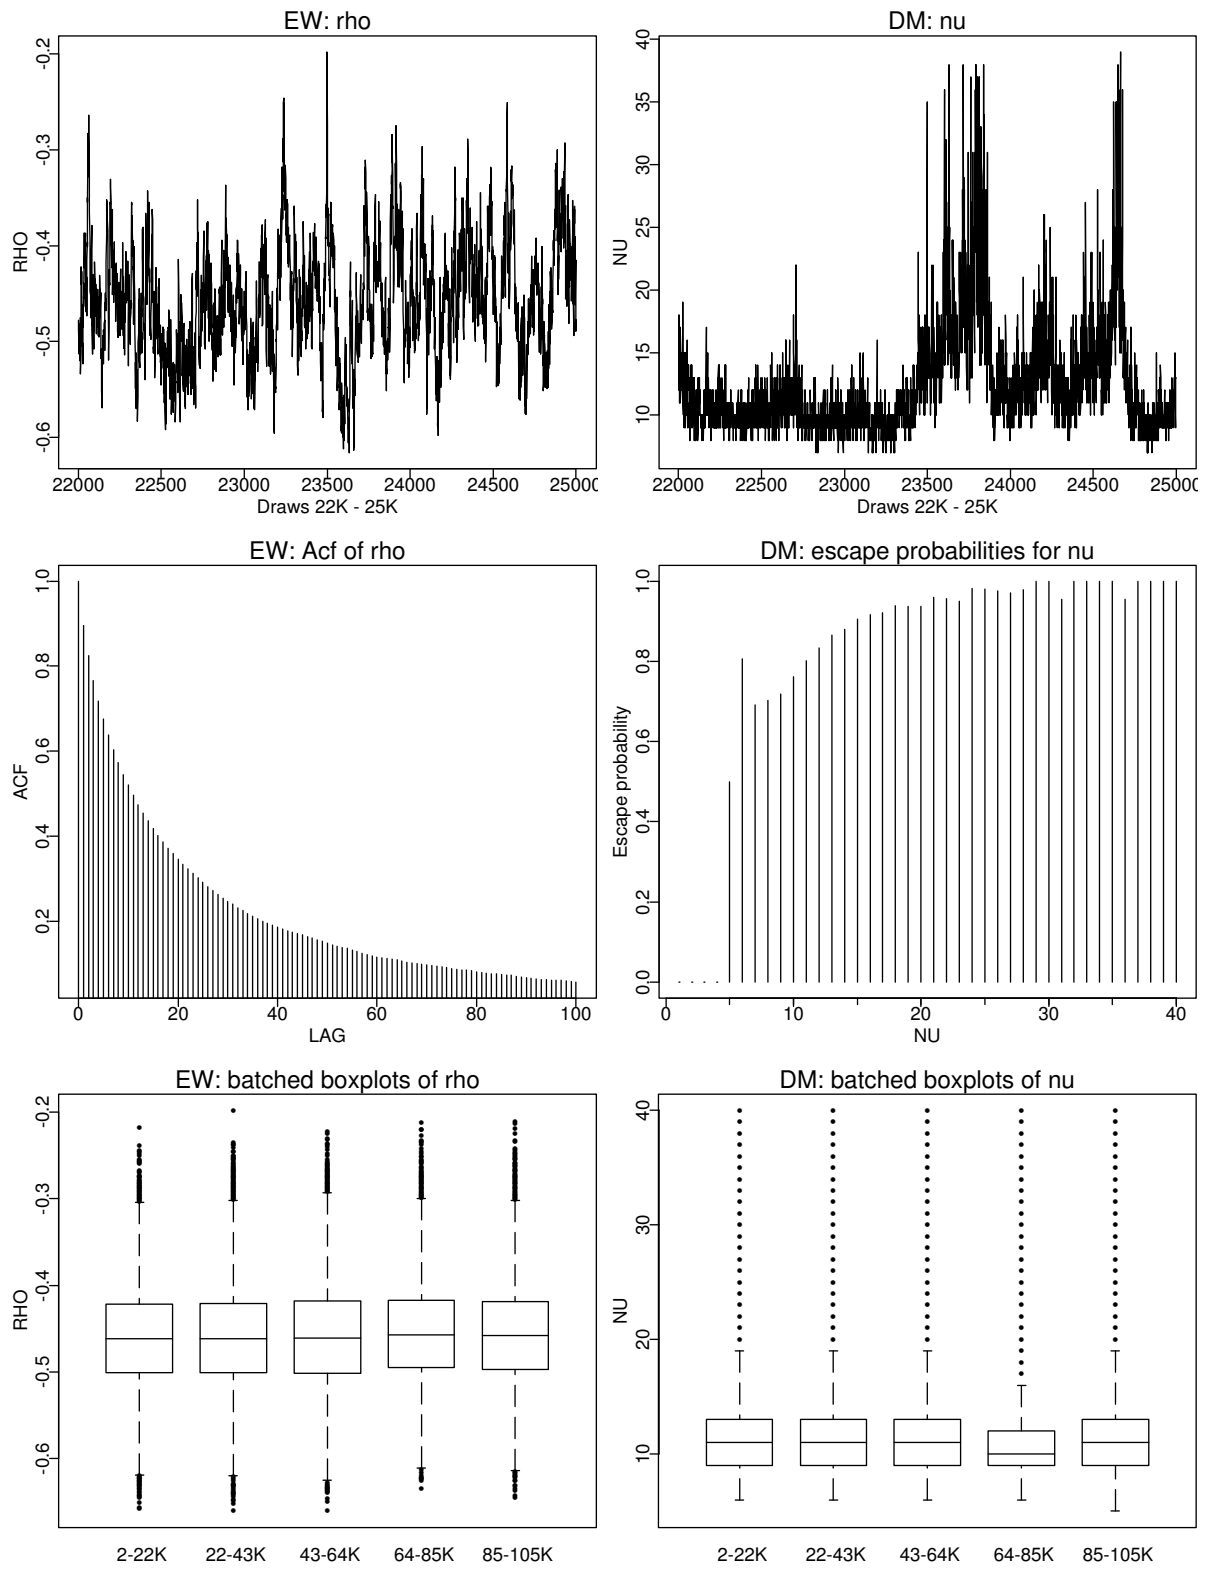 EW: rho
RHO
-0.2
-0.3
-0.4
-0.5
-0.6
22000 22500 23000 23500 24000 24500 25000
Draws 22K - 25K
DM: nu
NU
40
35
30
25
20
15
10
22000 22500 23000 23500 24000 24500 25000
Draws 22K - 25K
EW: Acf of rho
ACF
1.0
0.8
0.6
0.4
0.2
0 20 40 60 80 100
LAG
DM: escape probabilities for nu
Escape probability
1.0
0.8
0.6
0.4
0.2
0.0
0 10 20 30 40
NU
EW: batched boxplots of rho
RHO
-0.2
-0.3
-0.4
-0.5
-0.6
2-22K 22-43K 43-64K 64-85K 85-105K
DM: batched boxplots of nu
NU
40
30
20
10
2-22K 22-43K 43-64K 64-85K 85-105K